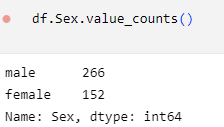 df.Sex.value_counts()
male      266
female    152
Name: Sex, dtype: int64